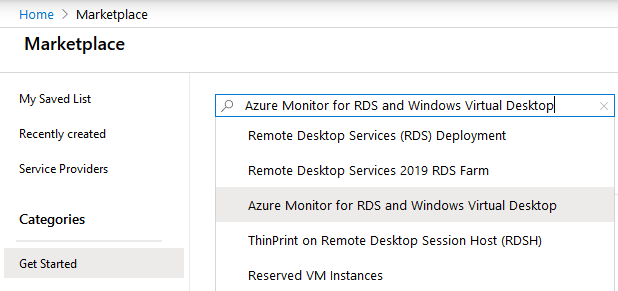 Home > Marketplace
Marketplace
My Saved List
Recently created
Service Providers
Categories
Get Started
Azure Monitor for RDS and Windows Virtual Desktop
Remote Desktop Services (RDS) Deployment
Remote Desktop Services 2019 RDS Farm
Azure Monitor for RDS and Windows Virtual Desktop
ThinPrint on Remote Desktop Session Host (RDSH)
Reserved VM Instances